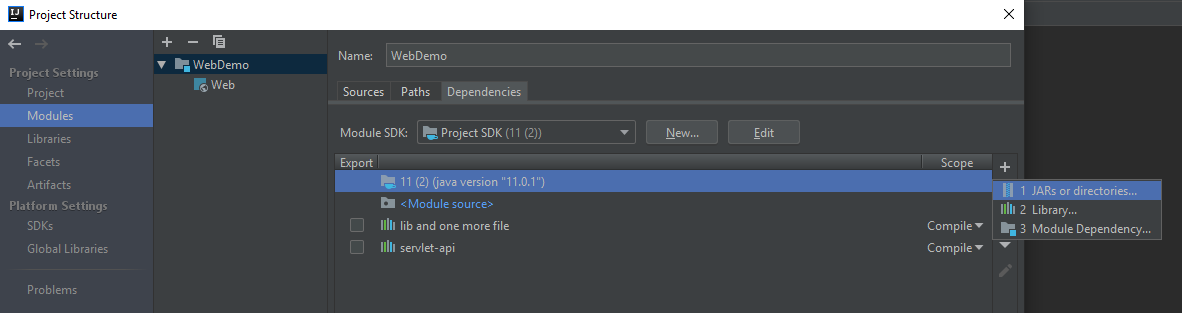 Project Structure
Project Settings
Project
Modules
Libraries
Facets
Artifacts
Platform Settings
SDKs
Global Libraries
Problems
WebDemo
Web
Name: WebDemo
Sources Paths Dependencies
Module SDK: Project SDK (11 (2)) New... Edit
Export Scope
11 (2) (java version "11.0.1")
<Module source>
lib and one more file Compile
servlet-api Compile
1 JARs or directories...
2 Library...
3 Module Dependency...